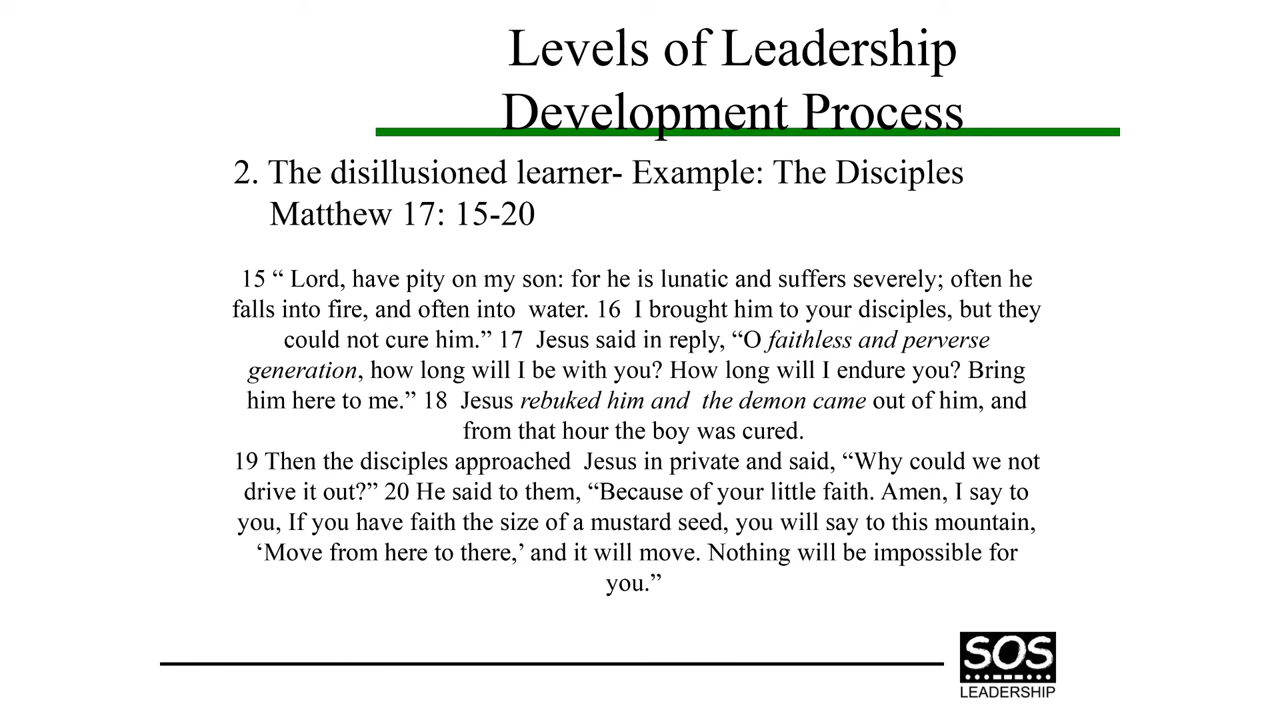 Levels of Leadership
Development Process
2. The disillusioned learner- Example: The Disciples
Matthew 17: 15-20
15 “ Lord, have pity on my son: for he is lunatic and suffers severely; often he
falls into fire, and often into water. 16 I brought him to your disciples, but they
could not cure him.” 17 Jesus said in reply, “O faithless and perverse
generation, how long will I be with you? How long will I endure you? Bring
him here to me.” 18 Jesus rebuked him and the demon came out of him, and
from that hour the boy was cured.
19 Then the disciples approached Jesus in private and said, “Why could we not
drive it out?” 20 He said to them, “Because of your little faith. Amen, I say to
you, If you have faith the size of a mustard seed, you will say to this mountain,
‘Move from here to there,’ and it will move. Nothing will be impossible for
you.”
SOS
LEADERSHIP